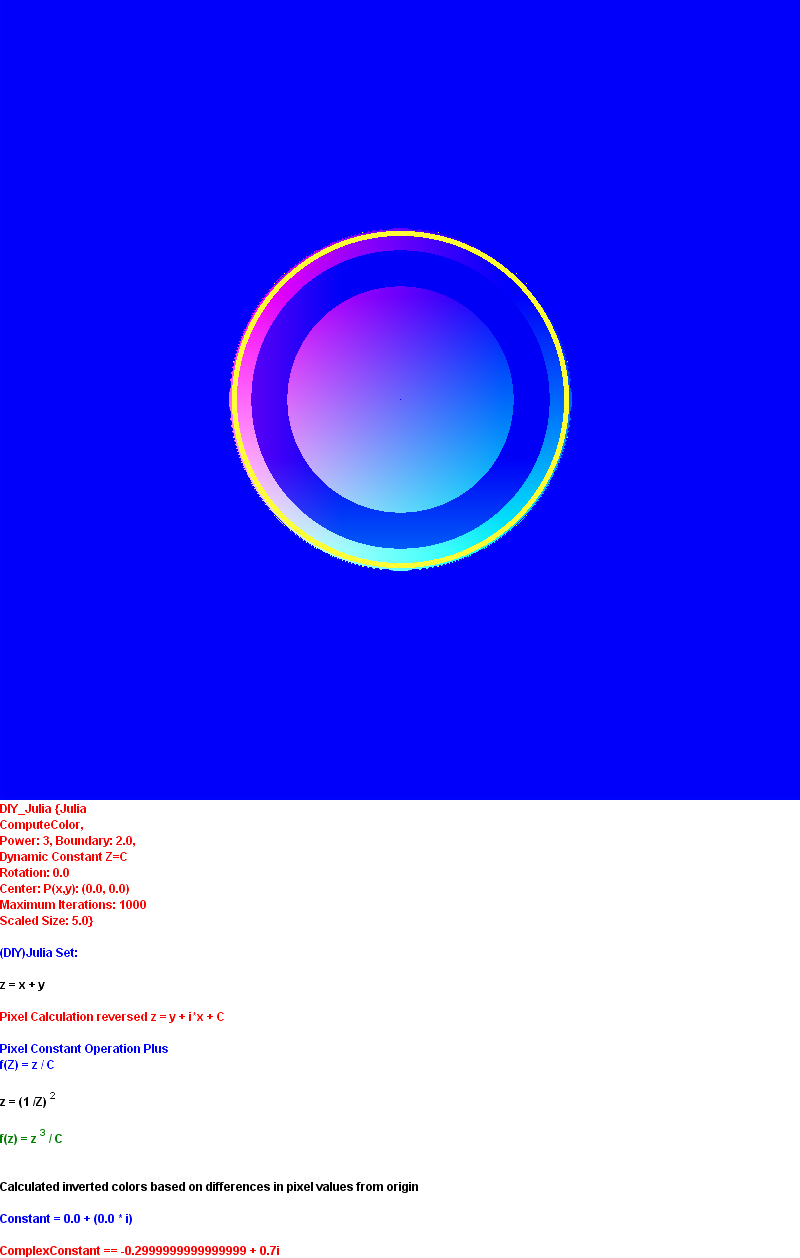 DIY_Julia {Julia
ComputeColor,
Power: 3, Boundary: 2.0,
Dynamic Constant Z=C
Rotation: 0.0
Center: P(x,y): (0.0, 0.0)
Maximum Iterations: 1000
Scaled Size: 5.0}
(DIY)Julia Set:
z = x + y
Pixel Calculation reversed z = y + i*x + C
Pixel Constant Operation Plus
f(Z) = z / C
z = (1 /Z) 2
f(z) = z 3 / C
Calculated inverted colors based on differences in pixel values from origin
Constant = 0.0 + (0.0 * i)
ComplexConstant == -0.2999999999999999 + 0.7i